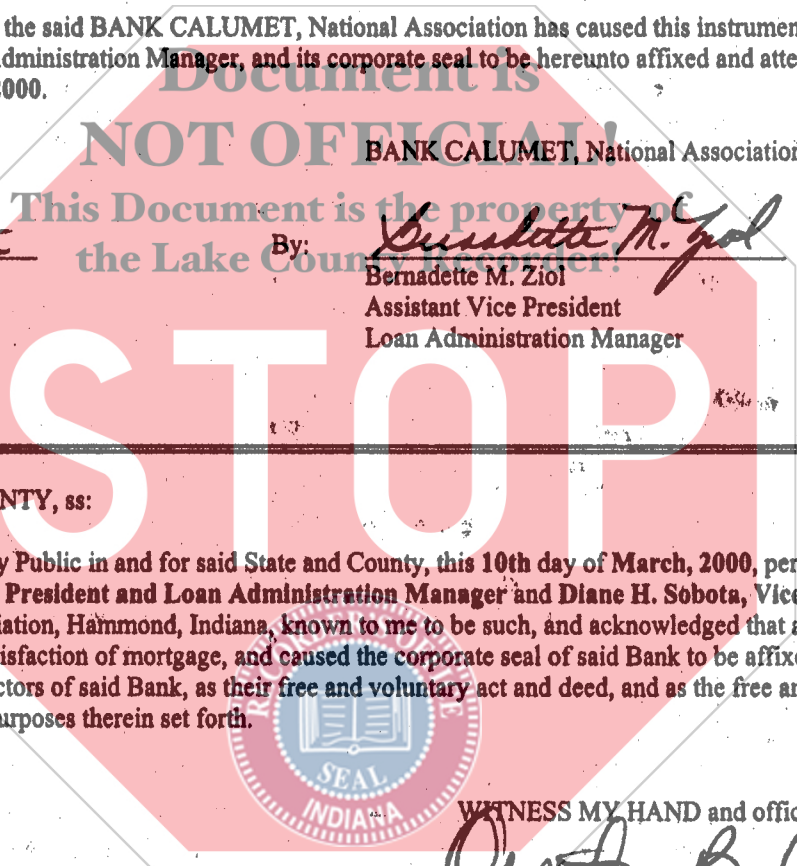 the said BANK CALUMET, National Association has caused this instrumen
dministration Manager, and its corporate seal to be hereunto affixed and atte
2000.
Document is
NOT OFFICIAL!
This Document is the property of
the Lake County Recorder!
BANK CALUMET, National Association
By: Bernadette M. Ziol
Bernadette M. Ziol
Assistant Vice President
Loan Administration Manager
STOP
NTY, ss:
y Public in and for said State and County, this 10th day of March, 2000, per
President and Loan Administration Manager and Diane H. Sobota, Vice
iation, Hammond, Indiana, known to me to be such, and acknowledged that a
isfaction of mortgage, and caused the corporate seal of said Bank to be affixe
ctors of said Bank, as their free and voluntary act and deed, and as the free an
urposes therein set forth.
SEAL
INDIANA
WITNESS MY HAND and offic